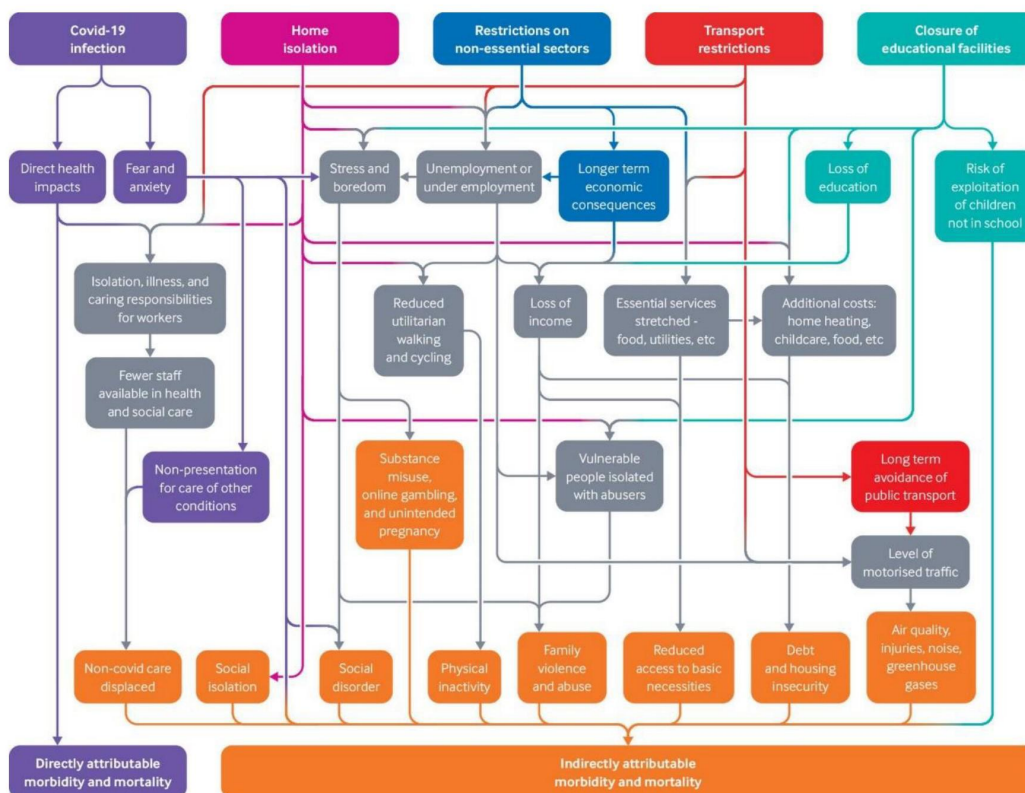 Covid-19
infection
Home
isolation
Restrictions on
non-essential sectors
Transport
restrictions
Closure of
educational facilities
Direct health
impacts
Fear and
anxiety
Stress and
boredom
Unemployment or
under employment
Longer term
economic
consequences
Loss of
education
Risk of
exploitation
of children
not in school
Isolation, illness, and
caring responsibilities
for workers
Reduced
utilitarian
walking
and cycling
Loss of
income
Essential services
stretched -
food, utilities, etc
Additional costs:
home heating,
childcare, food, etc
Fewer staff
available in health
and social care
Non-presentation
for care of other
conditions
Substance
misuse,
online gambling,
and unintended
pregnancy
Vulnerable
people isolated
with abusers
Long term
avoidance of
public transport
Level of
motorised traffic
Non-covid care
displaced
Social
isolation
Social
disorder
Physical
inactivity
Family
violence
and abuse
Reduced
access to basic
necessities
Debt
and housing
insecurity
Air quality,
injuries, noise,
greenhouse
gases
Directly attributable
morbidity and mortality
Indirectly attributable
morbidity and mortality